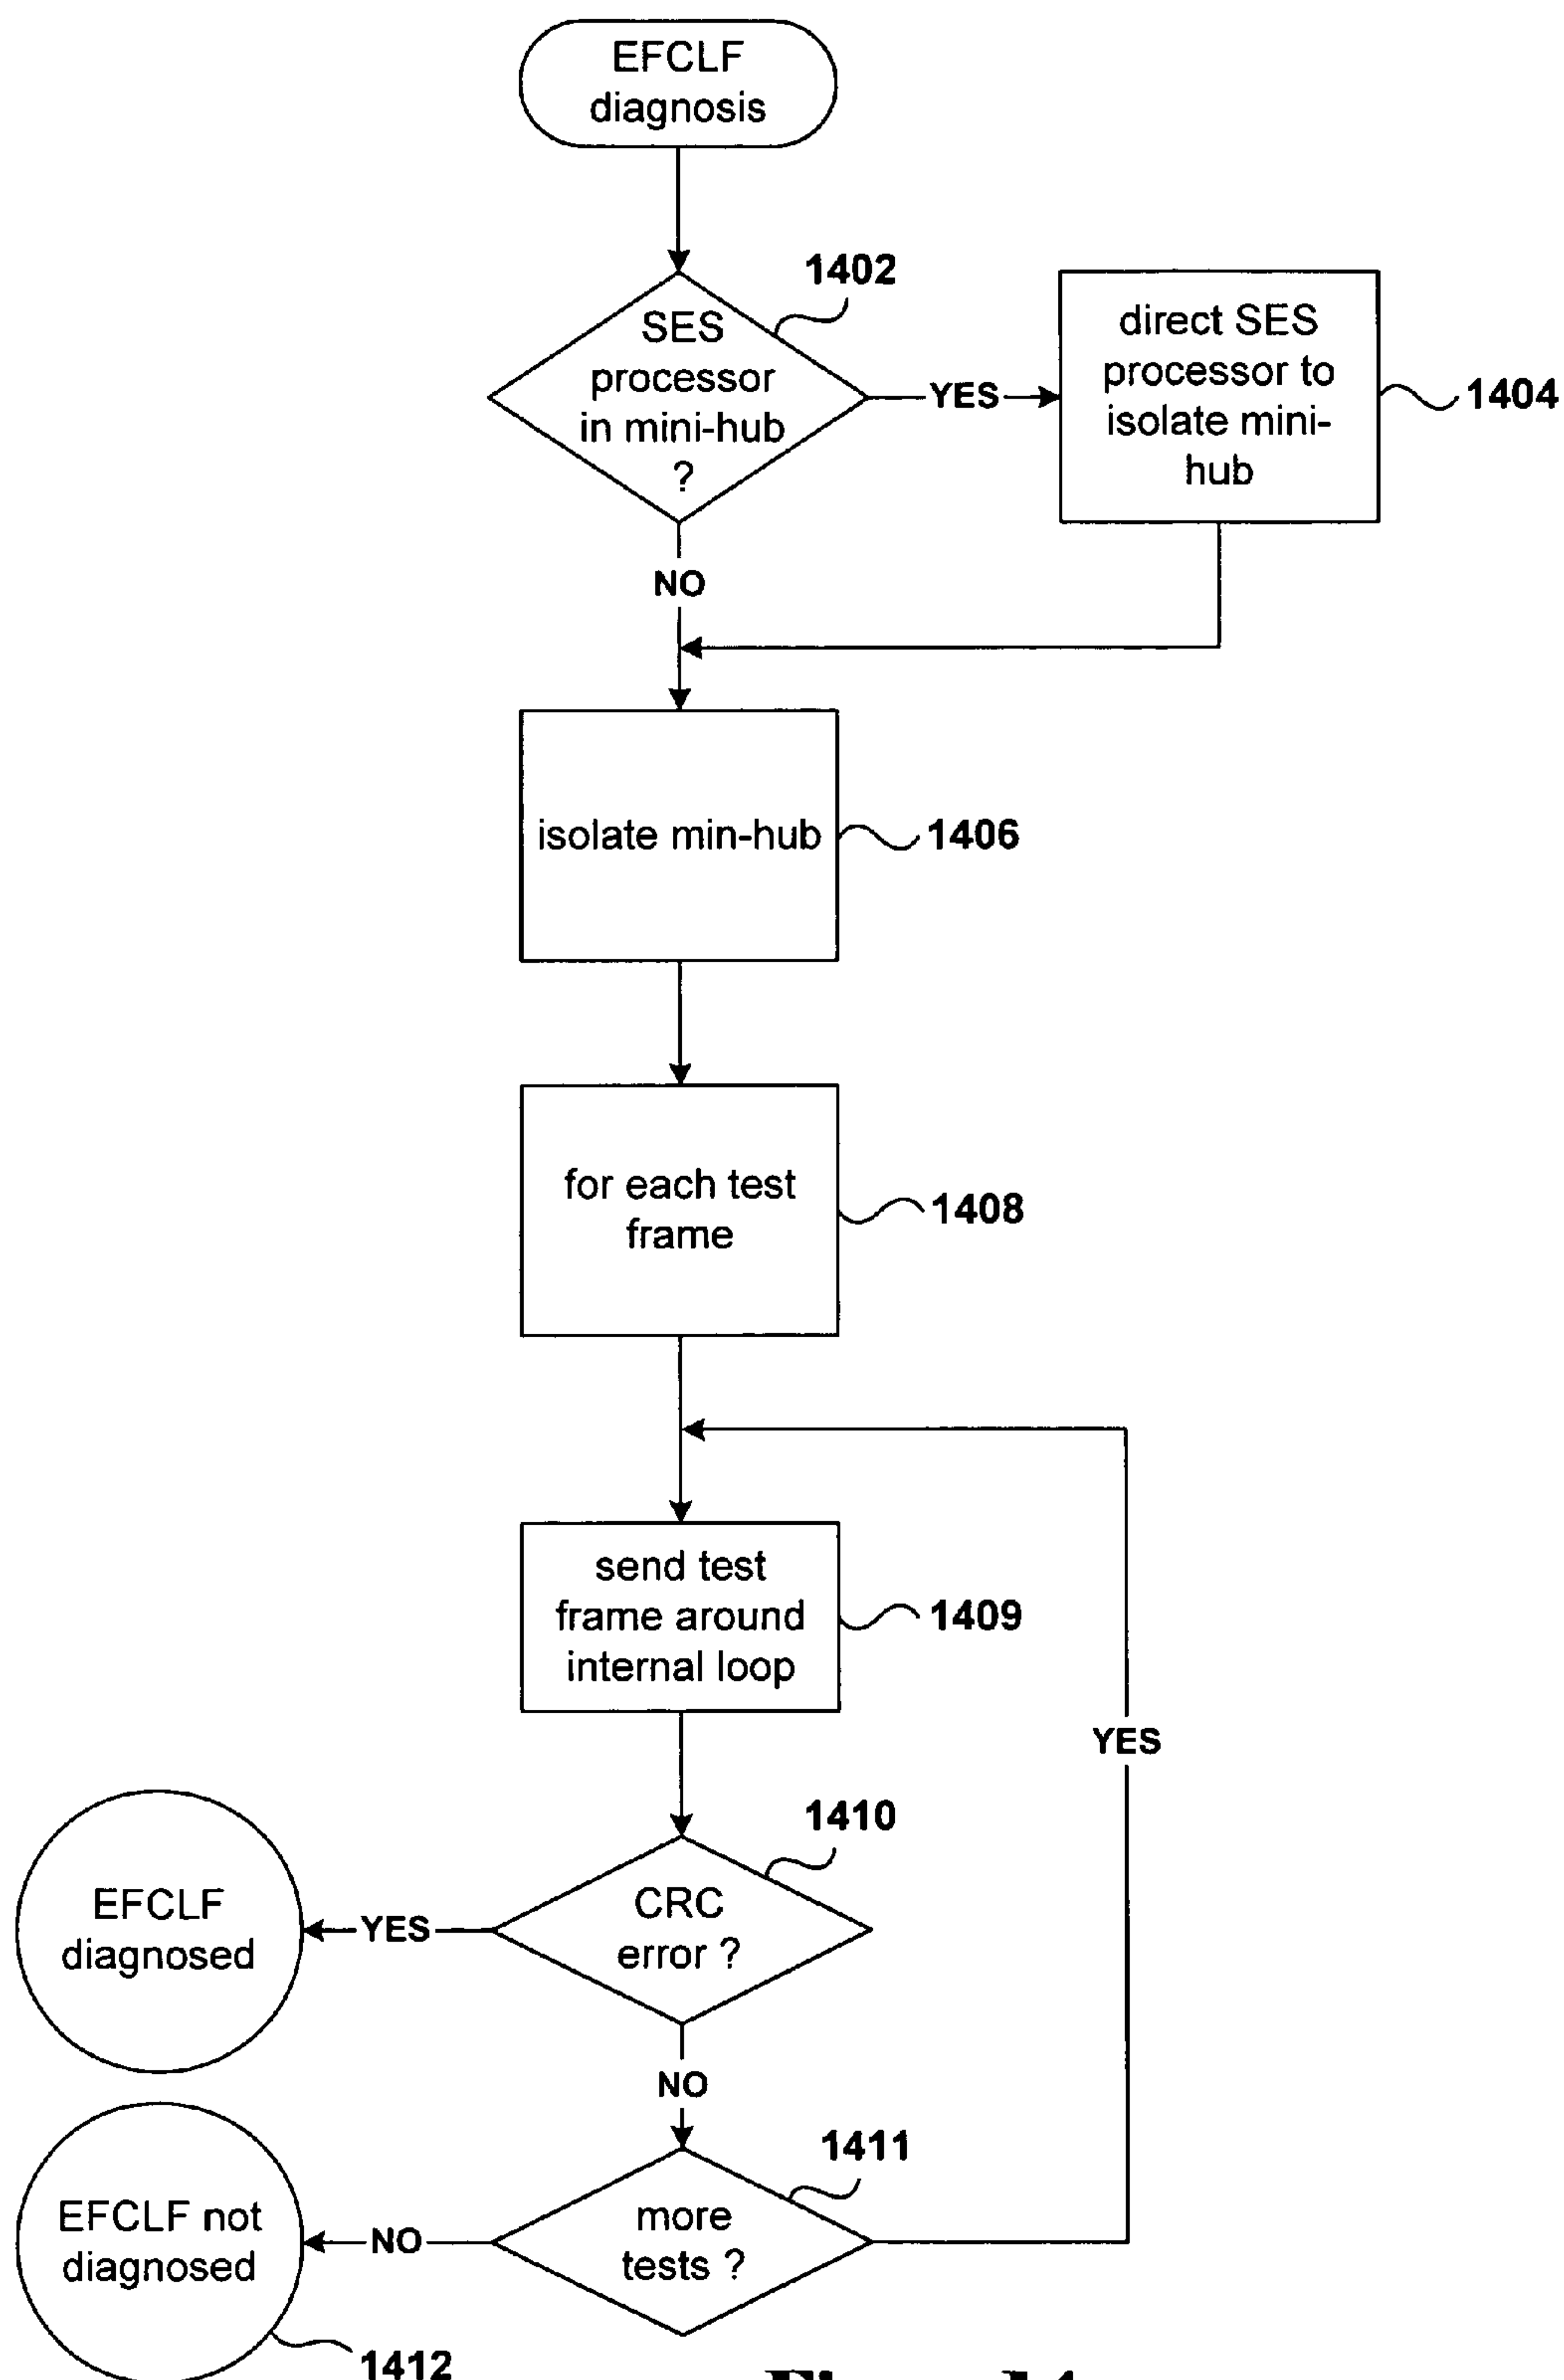 EFCLF
diagnosis
1402
SES
processor
in mini-hub
?
YES
direct SES
processor to
isolate mini-
hub
1404
NO
isolate min-hub
1406
for each test
frame
1408
send test
frame around
internal loop
1409
YES
1410
CRC
error ?
YES
EFCLF
diagnosed
NO
1411
more
tests ?
NO
EFCLF not
diagnosed
1412